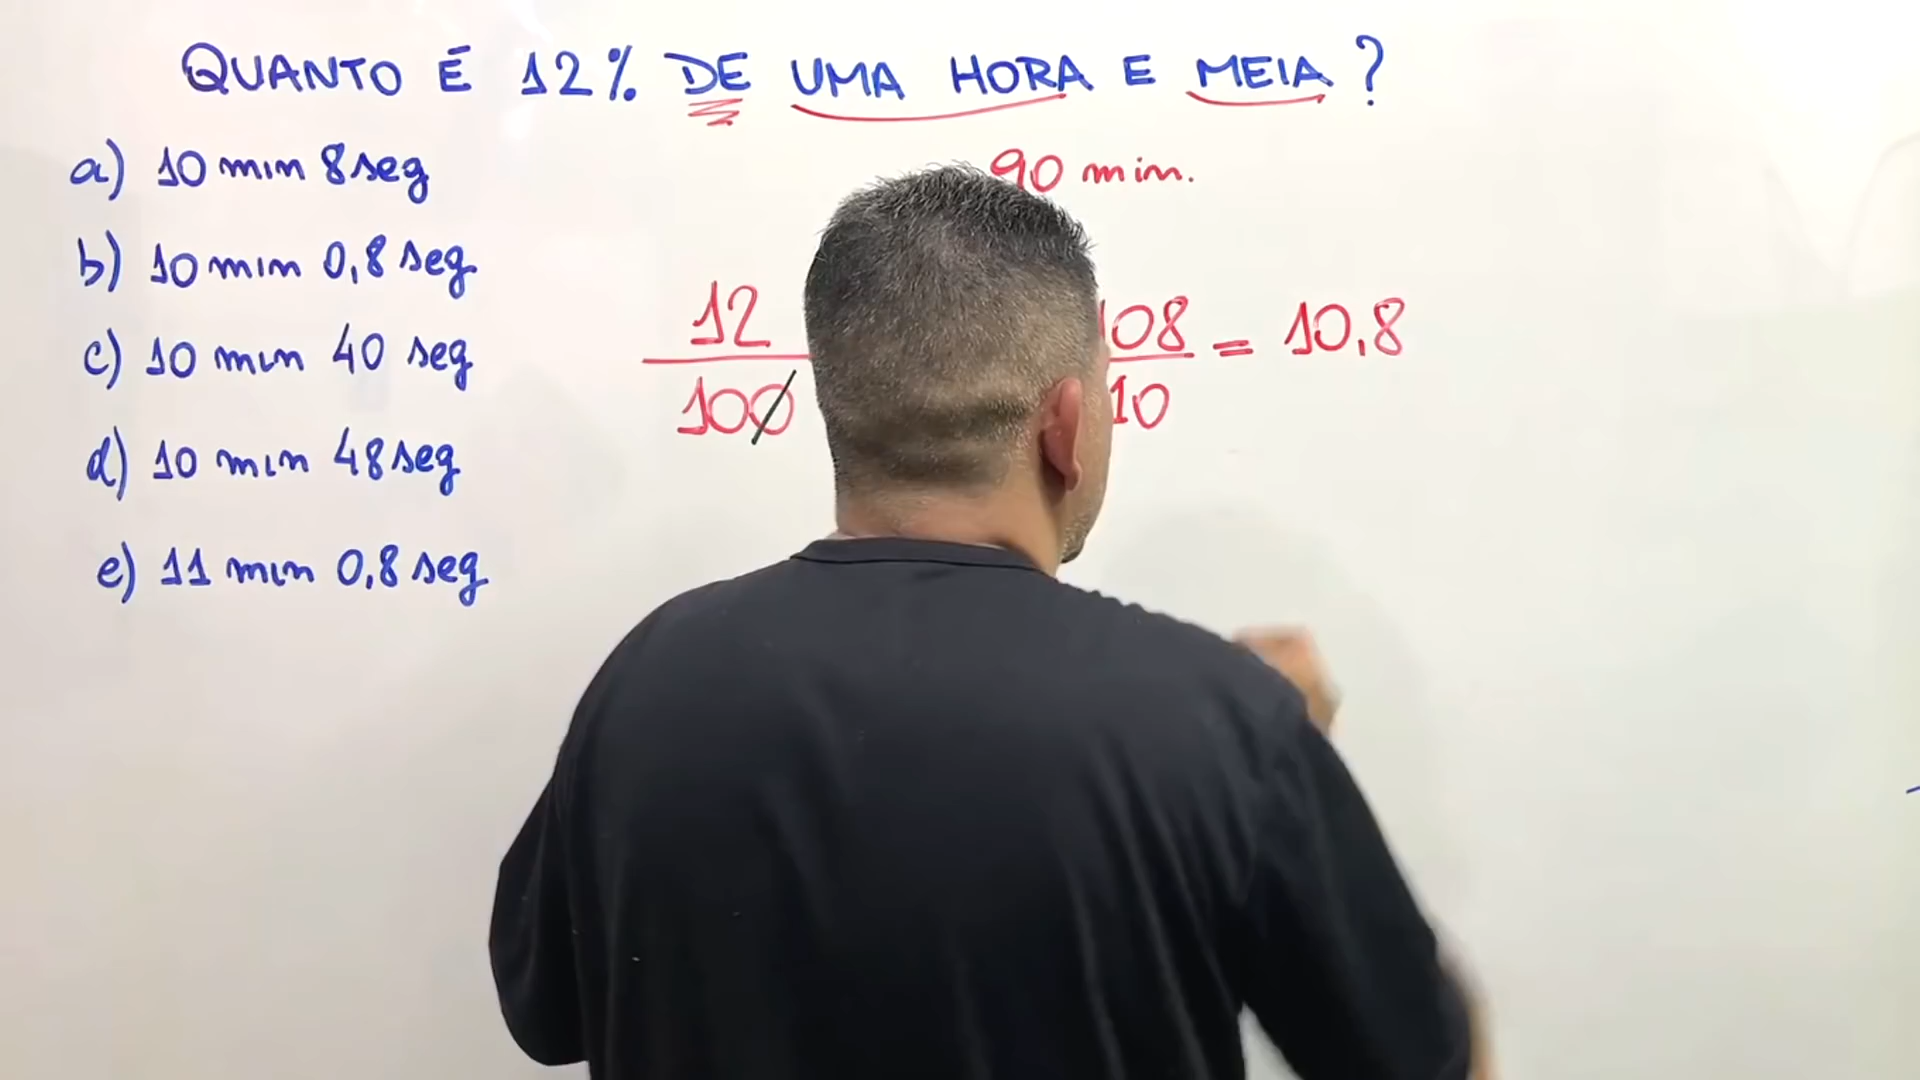 QUANTO É 12% DE UMA HORA E MEIA?
a) 10 min 8 seg
90 min.
b) 10 min 0,8 seg
c) 10 min 40 seg
d) 10 min 48 seg
e) 11 min 0,8 seg
12
100
108
10
= 10,8